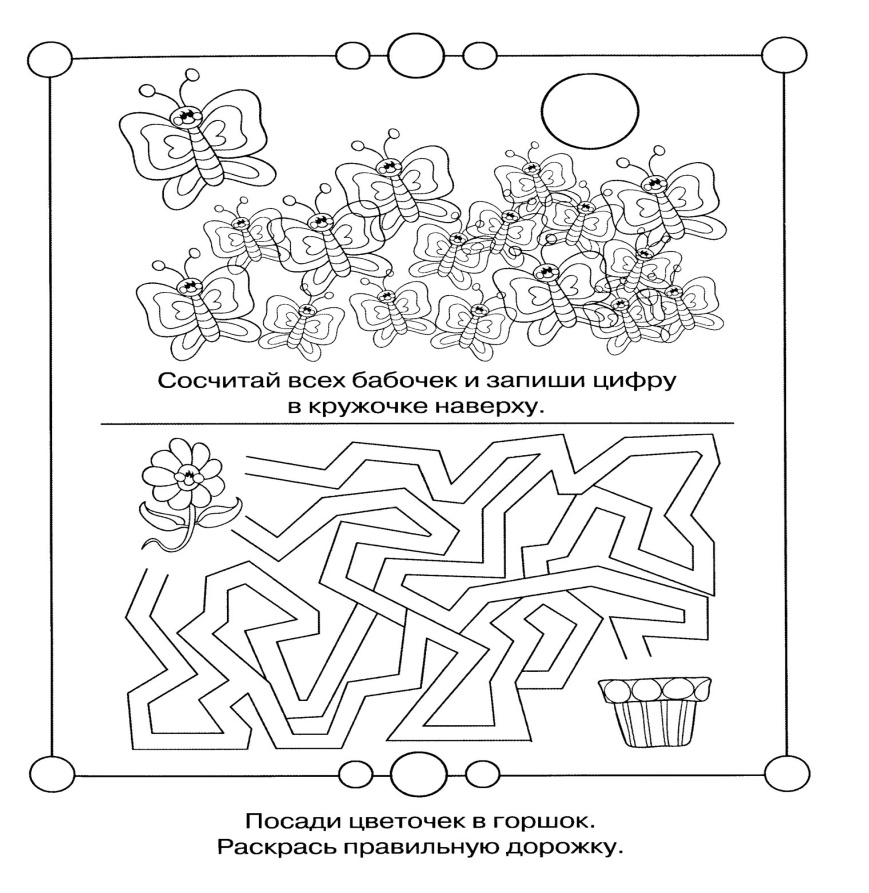 Сосчитай всех бабочек и запиши цифру
в кружочке наверху.
Посади цветочек в горшок.
Раскрась правильную дорожку.